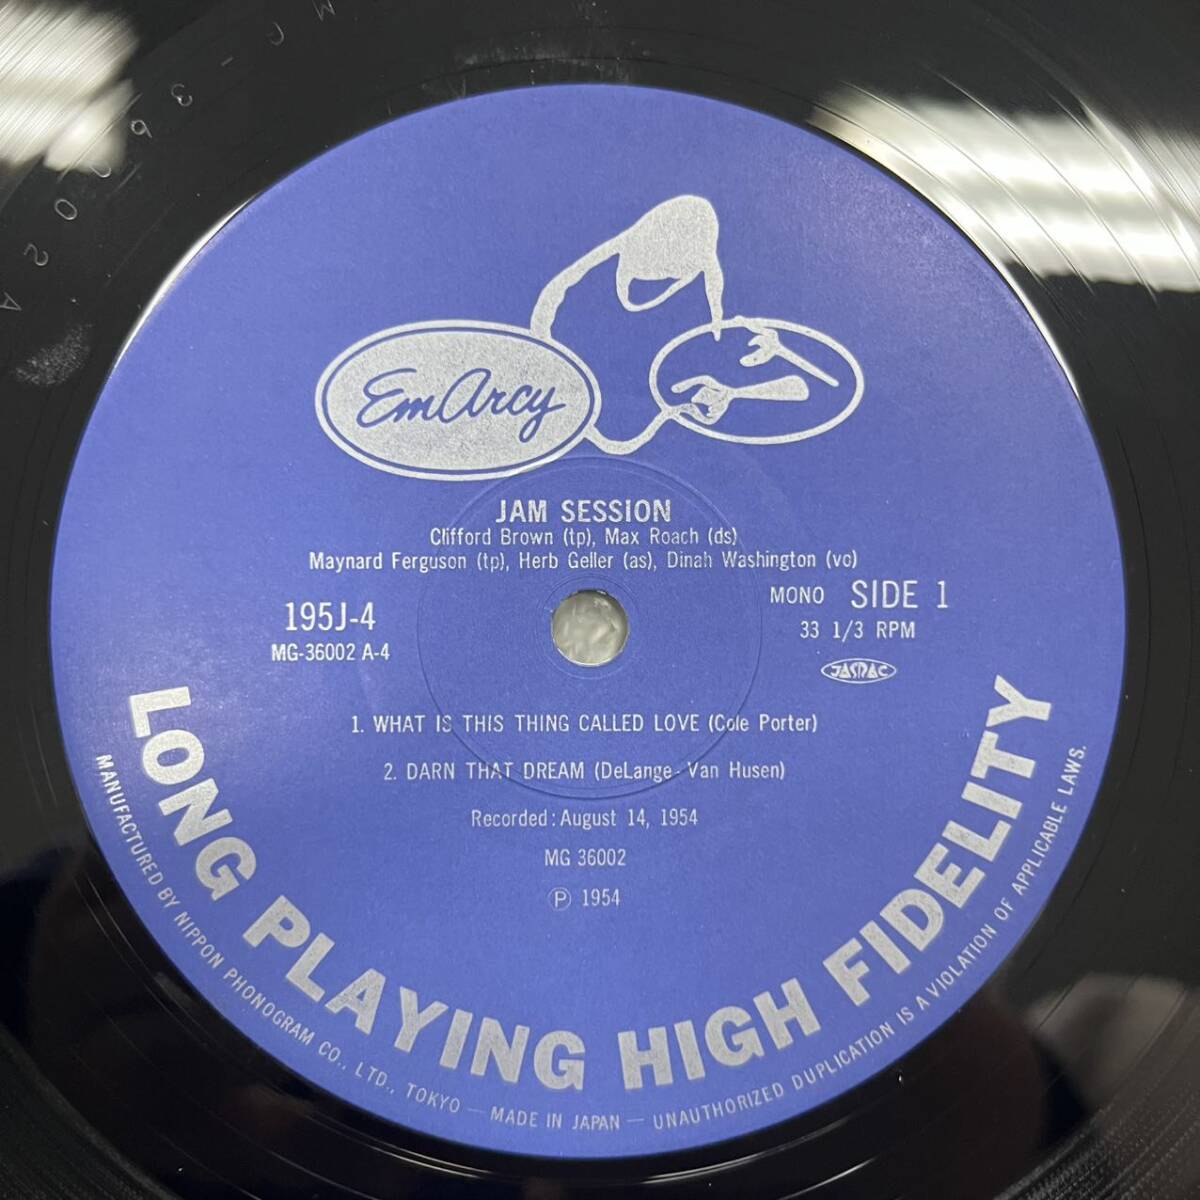 MG-36002A
EmArcy
JAM SESSION
Clifford Brown (tp), Max Roach (ds)
Maynard Ferguson (tp), Herb Geller (as), Dinah Washington (vo)
195J-4
MG-36002 A-4
MONO SIDE 1
33 1/3 RPM
JASRAC
1. WHAT IS THIS THING CALLED LOVE (Cole Porter)
2. DARN THAT DREAM (DeLange - Van Husen)
Recorded: August 14, 1954
MG 36002
Ⓟ 1954
LONG PLAYING HIGH FIDELITY
MANUFACTURED BY NIPPON PHONOGRAM CO., LTD., TOKYO — MADE IN JAPAN — UNAUTHORIZED DUPLICATION IS A VIOLATION OF APPLICABLE LAWS.